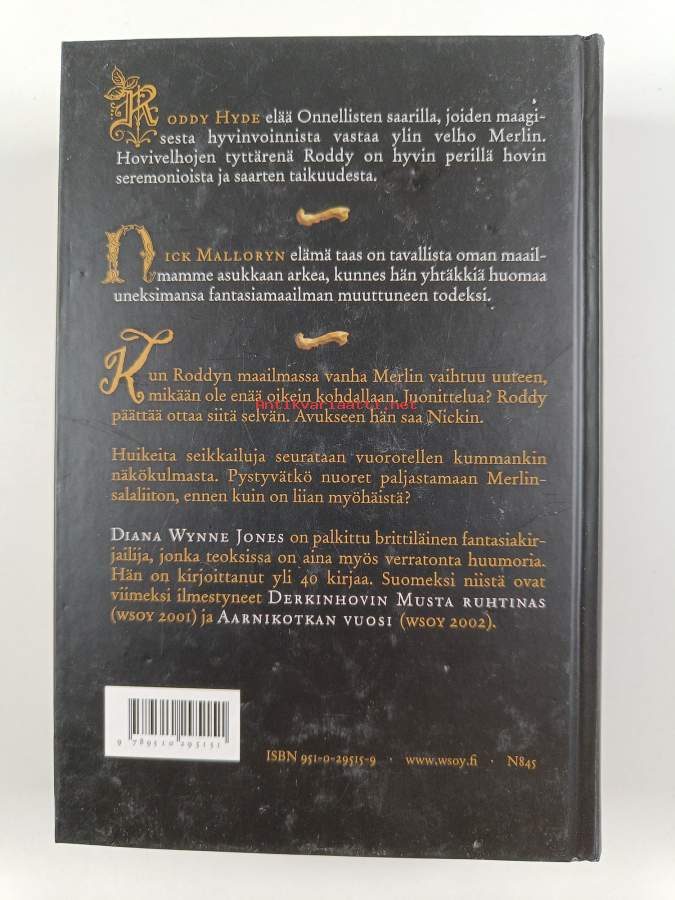 RODDY HYDE elää Onnellisten saarilla, joiden maagi-
sesta hyvinvoinnista vastaa ylin velho Merlin.
Hovivelhojen tyttärenä Roddy on hyvin perillä hovin
seremonioista ja saarten taikuudesta.
NICK MALLORYN elämä taas on tavallista oman maail-
mamme asukkaan arkea, kunnes hän yhtäkkiä huomaa
uneksimansa fantasiamaailman muuttuneen todeksi.
Kun Roddyn maailmassa vanha Merlin vaihtuu uuteen,
mikään ole enää oikein kohdallaan. Juonittelua? Roddy
antikvariaatti.net
päättää ottaa siitä selvän. Avukseen hän saa Nickin.
Huikeita seikkailuja seurataan vuorotellen kummankin
näkökulmasta. Pystyvätkö nuoret paljastamaan Merlin-
salaliiton, ennen kuin on liian myöhäistä?
DIANA WYNNE JONES on palkittu brittiläinen fantasiakir-
jailija, jonka teoksissa on aina myös verratonta huumoria.
Hän on kirjoittanut yli 40 kirjaa. Suomeksi niistä ovat
viimeksi ilmestyneet DERKINHOVIN MUSTA RUHTINAS
(WSOY 2001) ja AARNIKOTKAN VUOSI (WSOY 2002).
9 789510 295151
ISBN 951-0-29515-9 · www.wsoy.fi · N845